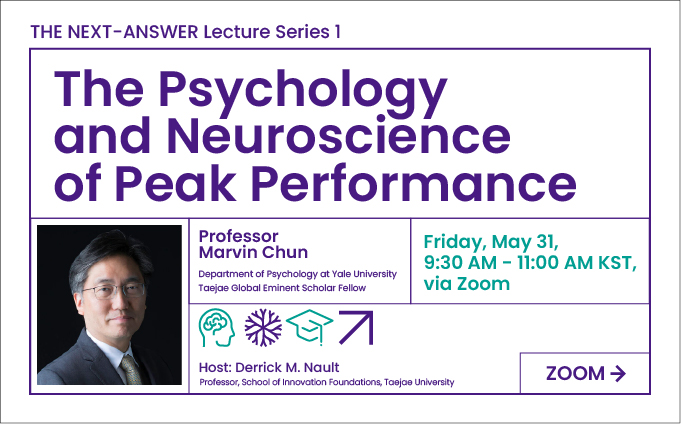 THE NEXT-ANSWER Lecture Series 1
The Psychology
and Neuroscience
of Peak Performance
Professor
Marvin Chun
Department of Psychology at Yale University
Taejae Global Eminent Scholar Fellow
Friday, May 31,
9:30 AM - 11:00 AM KST,
via Zoom
Host: Derrick M. Nault
Professor, School of Innovation Foundations, Taejae University
ZOOM →